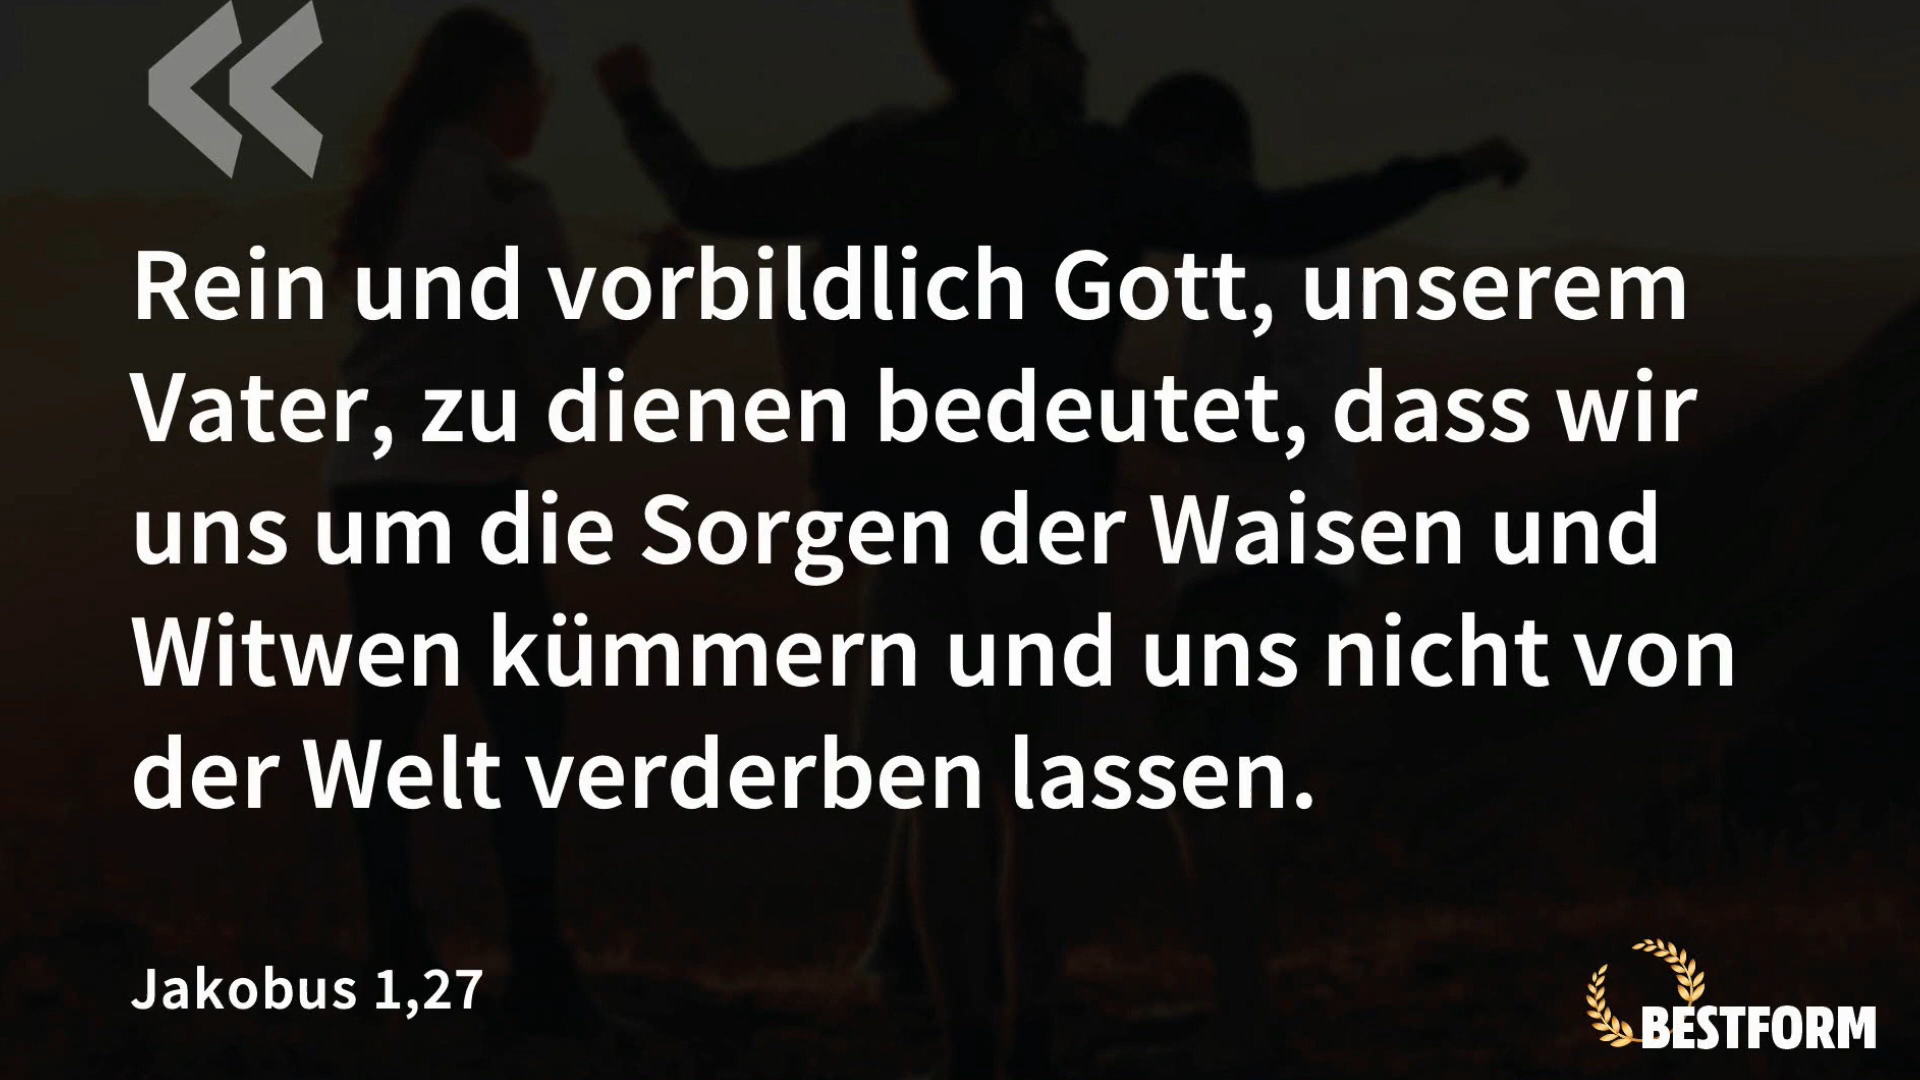 «
Rein und vorbildlich Gott, unserem
Vater, zu dienen bedeutet, dass wir
uns um die Sorgen der Waisen und
Witwen kümmern und uns nicht von
der Welt verderben lassen.
Jakobus 1,27
BESTFORM